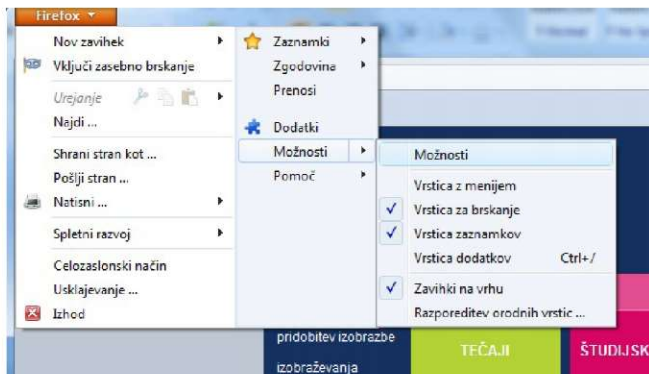 Firefox
Nov zavihek
Vključi zasebno brskanje
Urejanje
Najdi ...
Shrani stran kot ...
Pošlji stran ...
Natisni ...
Spletni razvoj
Celozaslonski način
Usklajevanje ...
Izhod
Zaznamki
Zgodovina
Prenosi
Dodatki
Možnosti
Pomoč
Možnosti
Vrstica z menijem
Vrstica za brskanje
Vrstica zaznamkov
Vrstica dodatkov Ctrl+/
Zavihki na vrhu
Razporeditev orodnih vrstic ...
pridobitev izobrazbe
izobraževanja
TEČAJI
ŠTUDIJSK